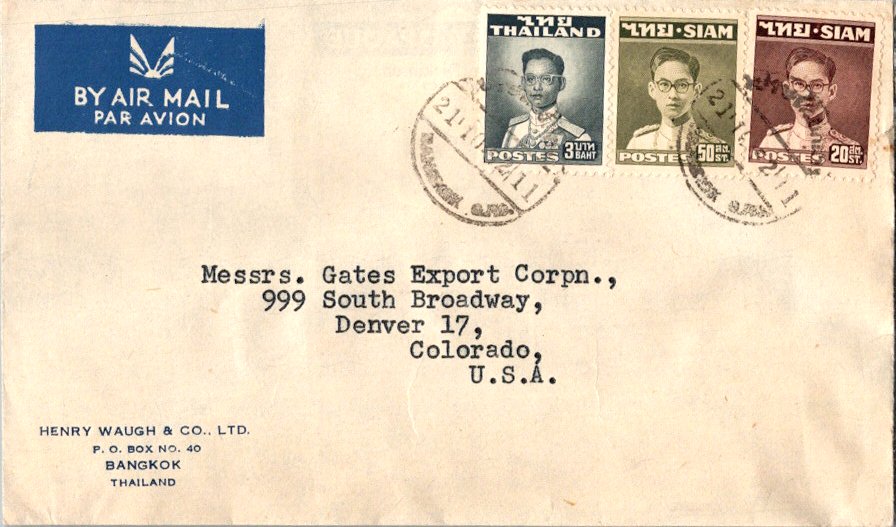 BY AIR MAIL
PAR AVION
ไทย
THAILAND
POSTES 3 บาท BAHT
ไทย·SIAM
POSTES 50 สต. ST.
ไทย·SIAM
POSTES 20 สต. ST.
BANGKOK G.P.O.
Messrs. Gates Export Corpn.,
999 South Broadway,
Denver 17,
Colorado,
U.S.A.
HENRY WAUGH & CO., LTD.
P. O. BOX NO. 40
BANGKOK
THAILAND